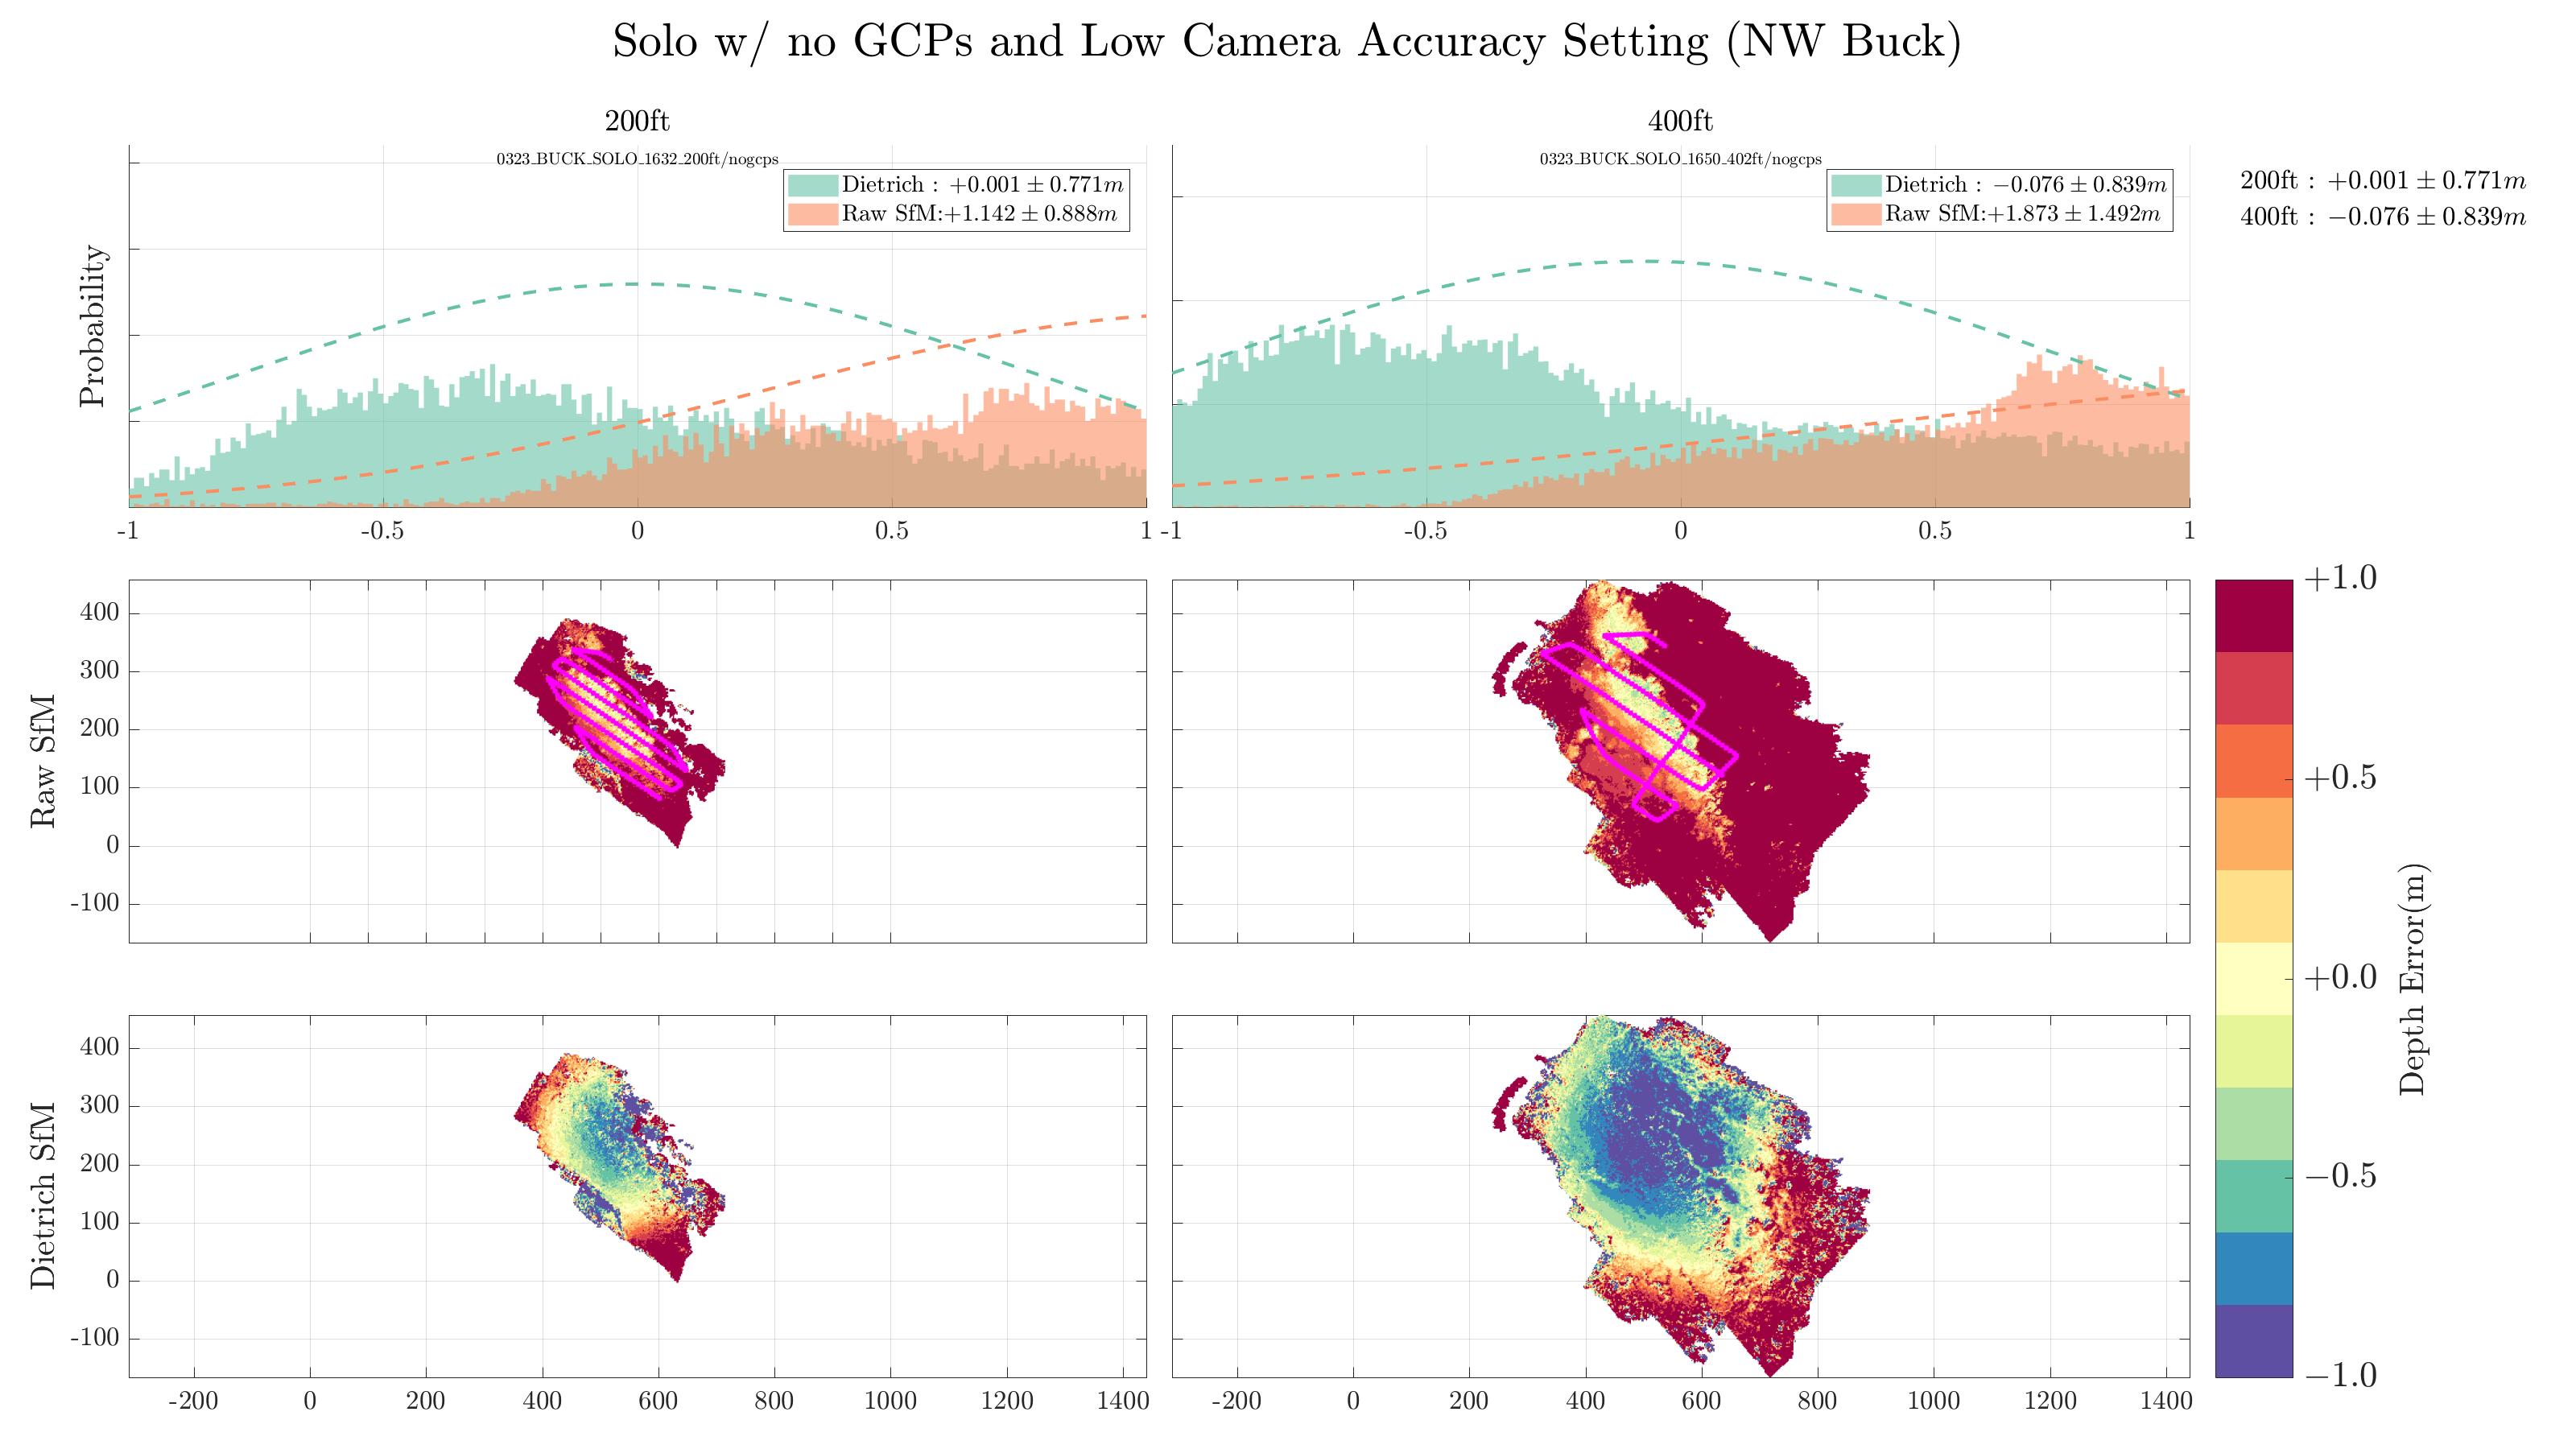 Solo w/ no GCPs and Low Camera Accuracy Setting (NW Buck)
200ft
400ft
0323_BUCK_SOLO_1632_200ft/nogcps
Dietrich : +0.001 ± 0.771m
Raw SfM:+1.142 ± 0.888m
0323_BUCK_SOLO_1650_402ft/nogcps
Dietrich : −0.076 ± 0.839m
Raw SfM:+1.873 ± 1.492m
200ft : +0.001 ± 0.771m
400ft : −0.076 ± 0.839m
Probability
-1 -0.5 0 0.5 1
-1 -0.5 0 0.5 1
Raw SfM
400
300
200
100
0
-100
Dietrich SfM
400
300
200
100
0
-100
-200 0 200 400 600 800 1000 1200 1400
-200 0 200 400 600 800 1000 1200 1400
+1.0
+0.5
+0.0
−0.5
−1.0
Depth Error(m)